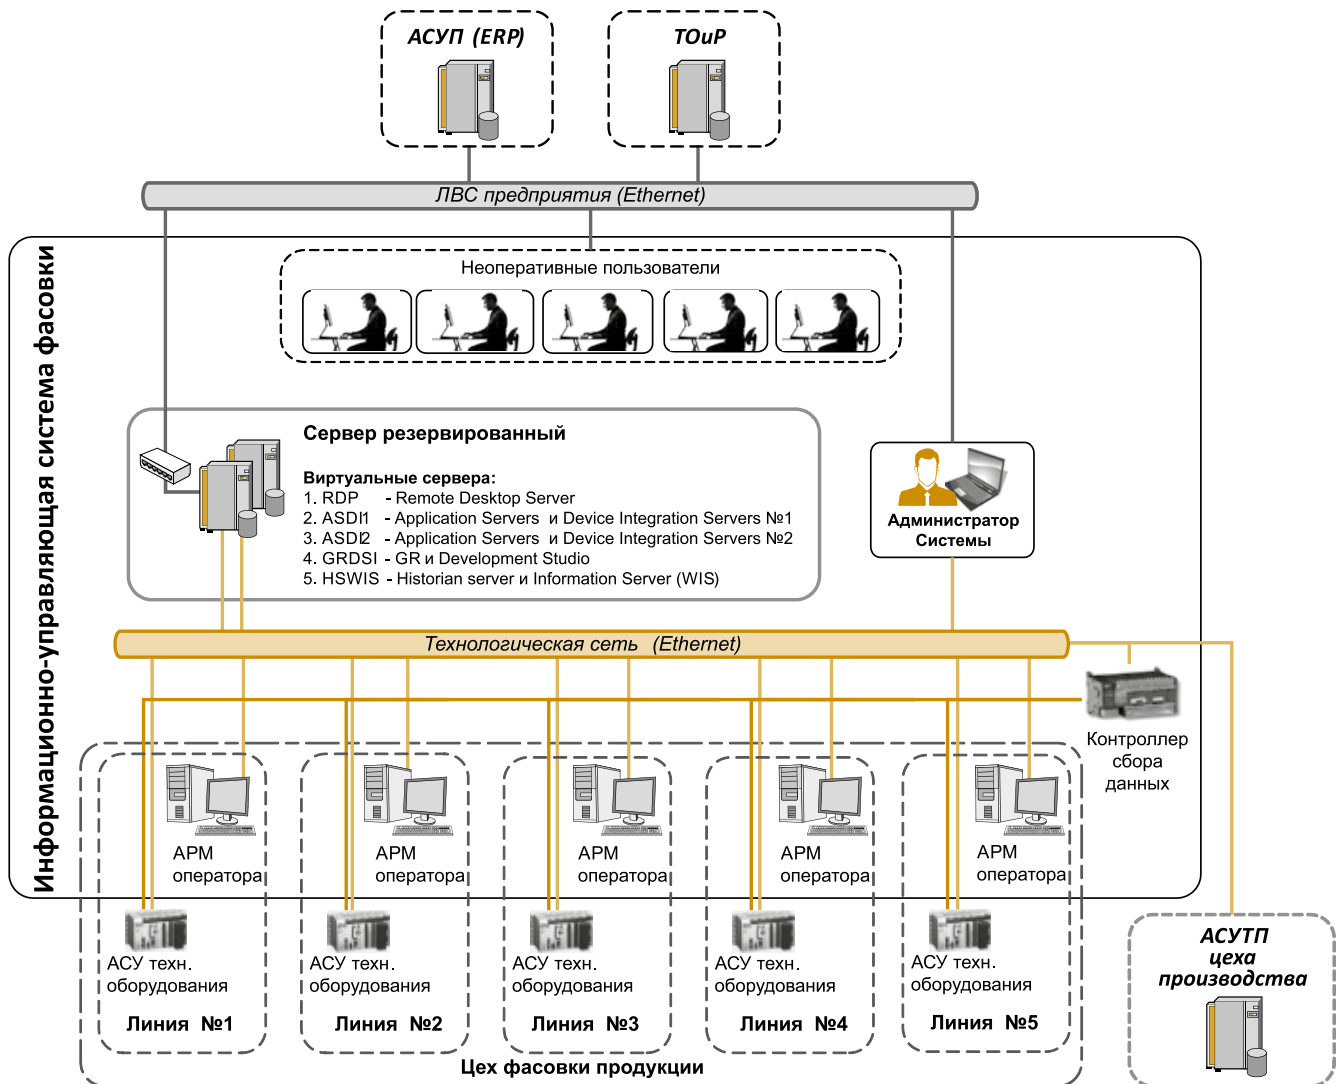 АСУП (ERP)
ТОиР
ЛВС предприятия (Ethernet)
Информационно-управляющая система фасовки
Неоперативные пользователи
Сервер резервированный
Виртуальные сервера:
1. RDP - Remote Desktop Server
2. ASDI1 - Application Servers и Device Integration Servers №1
3. ASDI2 - Application Servers и Device Integration Servers №2
4. GRDSI - GR и Development Studio
5. HSWIS - Historian server и Information Server (WIS)
Администратор
Системы
Технологическая сеть (Ethernet)
Контроллер
сбора
данных
АРМ
оператора
АРМ
оператора
АРМ
оператора
АРМ
оператора
АРМ
оператора
АСУ техн.
оборудования
АСУ техн.
оборудования
АСУ техн.
оборудования
АСУ техн.
оборудования
АСУ техн.
оборудования
Линия №1
Линия №2
Линия №3
Линия №4
Линия №5
Цех фасовки продукции
АСУТП
цеха
производства